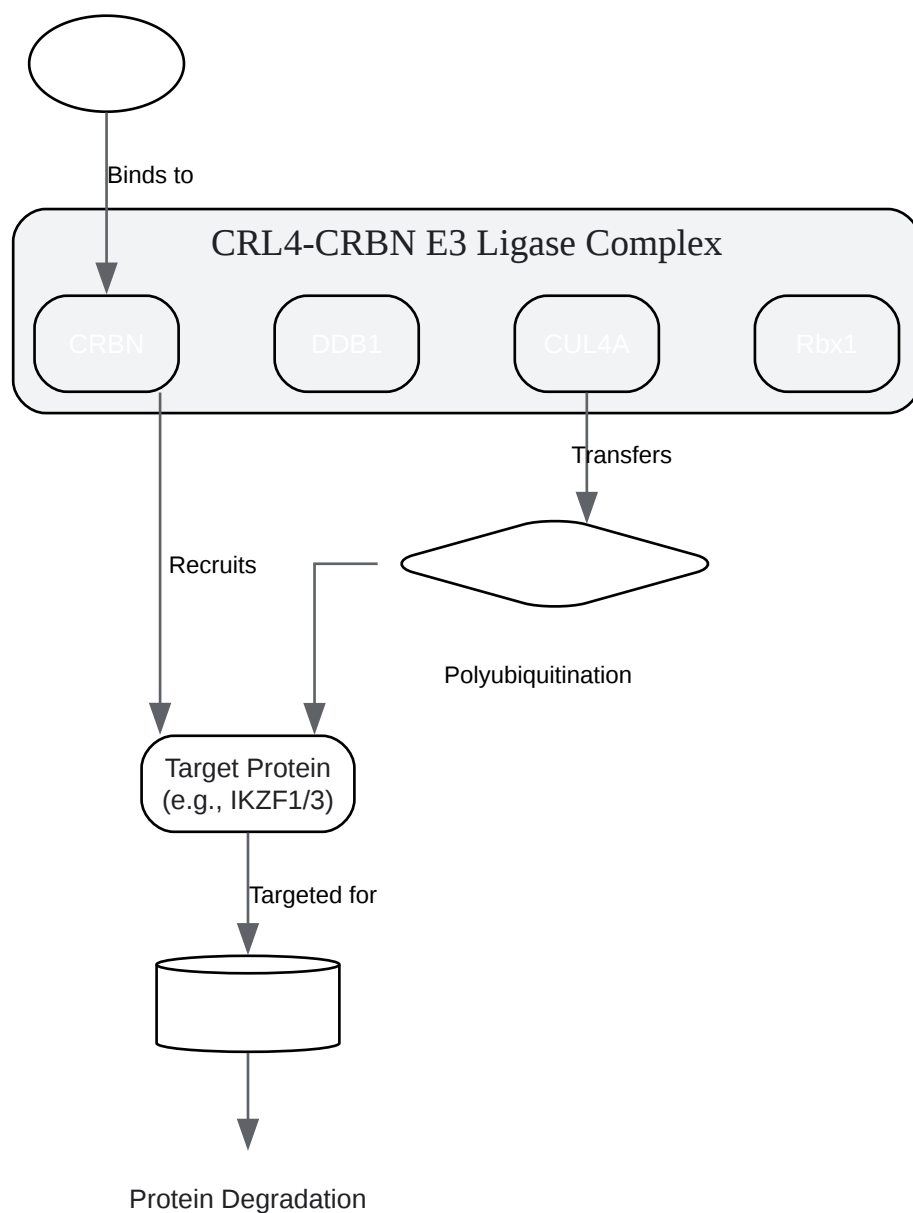 Binds to
CRL4-CRBN E3 Ligase Complex
CRBN
DDB1
CUL4A
Rbx1
Transfers
Recruits
Polyubiquitination
Target Protein
(e.g., IKZF1/3)
Targeted for
Protein Degradation